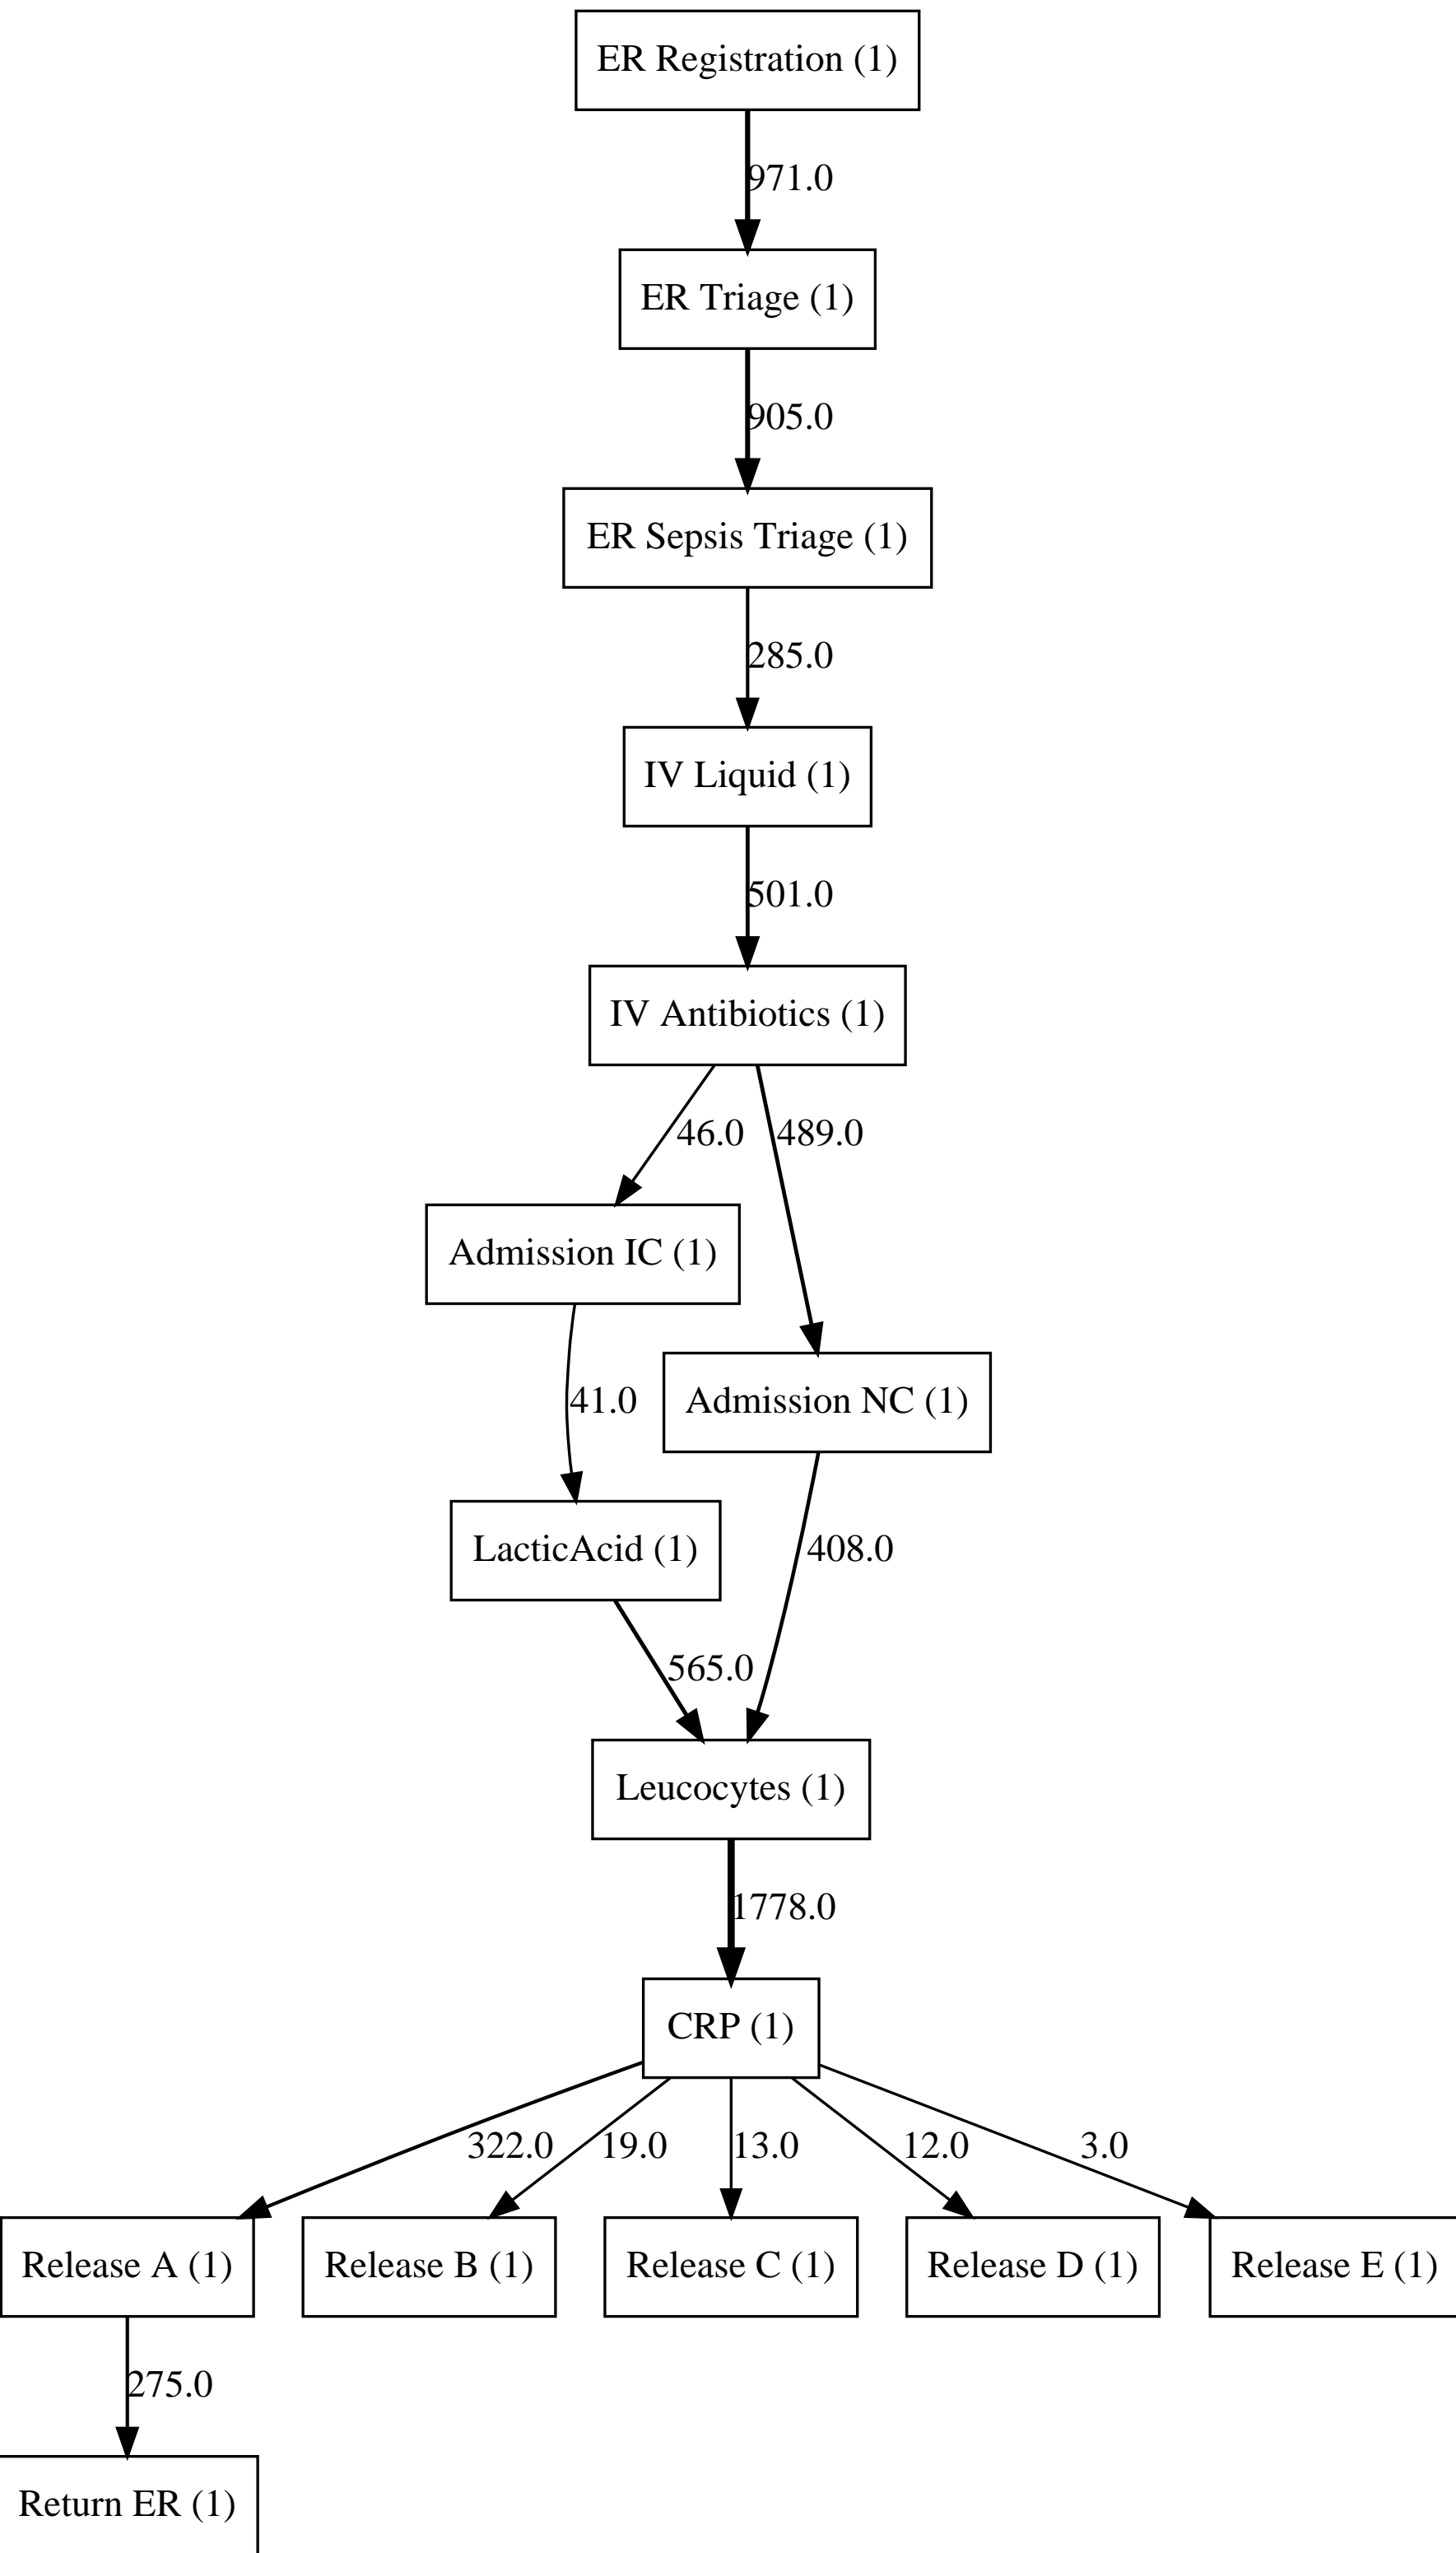 ER Registration (1)
971.0
ER Triage (1)
905.0
ER Sepsis Triage (1)
285.0
IV Liquid (1)
501.0
IV Antibiotics (1)
46.0
489.0
Admission IC (1)
41.0
Admission NC (1)
LacticAcid (1)
408.0
565.0
Leucocytes (1)
1778.0
CRP (1)
322.0
19.0
13.0
12.0
3.0
Release A (1)
Release B (1)
Release C (1)
Release D (1)
Release E (1)
275.0
Return ER (1)